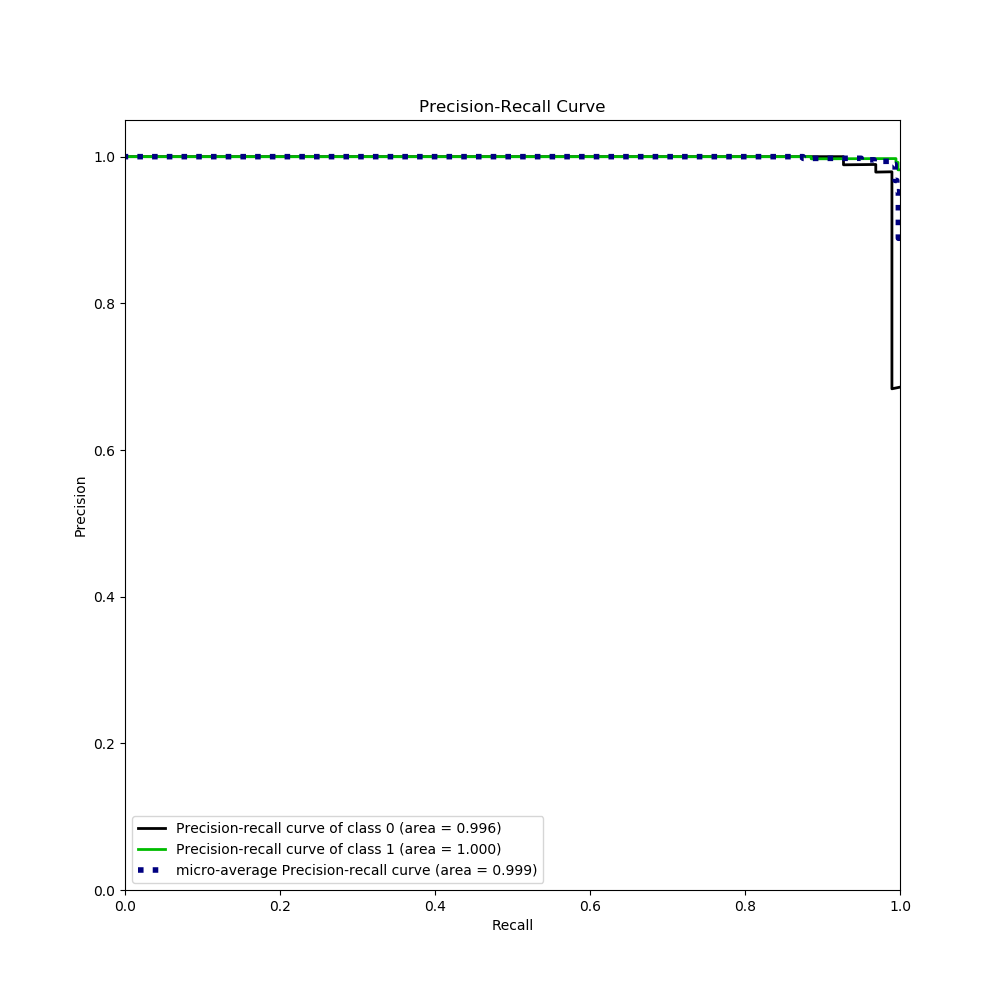 Precision-Recall Curve
1.0
0.8
0.6
0.4
0.2
0.0
Precision
Precision-recall curve of class 0 (area = 0.996)
Precision-recall curve of class 1 (area = 1.000)
micro-average Precision-recall curve (area = 0.999)
0.0 0.2 0.4 0.6 0.8 1.0
Recall